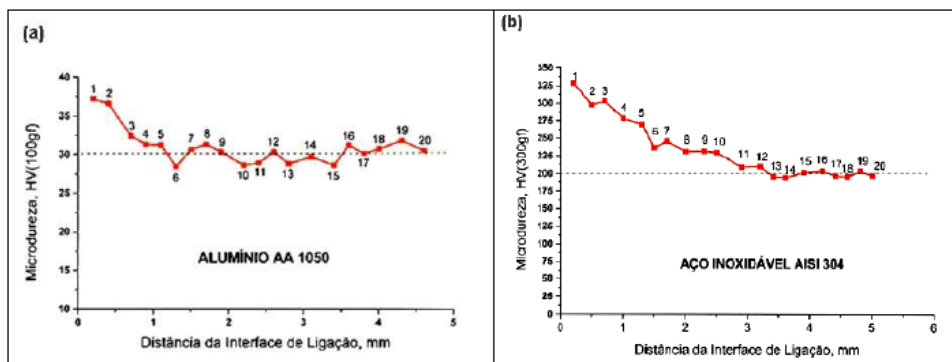 (a)
Microdureza, HV(100gf)
40
35
30
25
20
15
10
1 2 3 4 5 6 7 8 9 10 11 12 13 14 15 16 17 18 19 20
ALUMÍNIO AA 1050
0 1 2 3 4 5
Distância da Interface de Ligação, mm
(b)
Microdureza, HV(300gf)
350
325
300
275
250
225
200
175
150
125
100
75
50
25
0
1 2 3 4 5 6 7 8 9 10 11 12 13 14 15 16 17 18 19 20
AÇO INOXIDÁVEL AISI 304
0 1 2 3 4 5 6
Distância da Interface de Ligação, mm